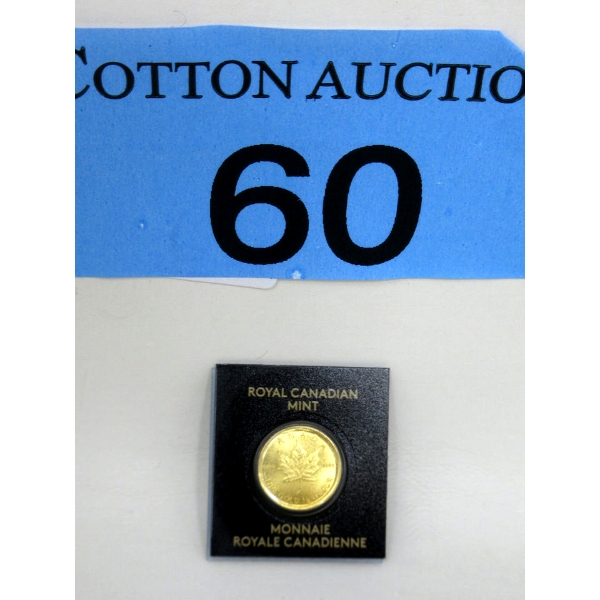 COTTON AUCTIO
60
ROYAL CANADIAN
MINT
MONNAIE
ROYALE CANADIENNE